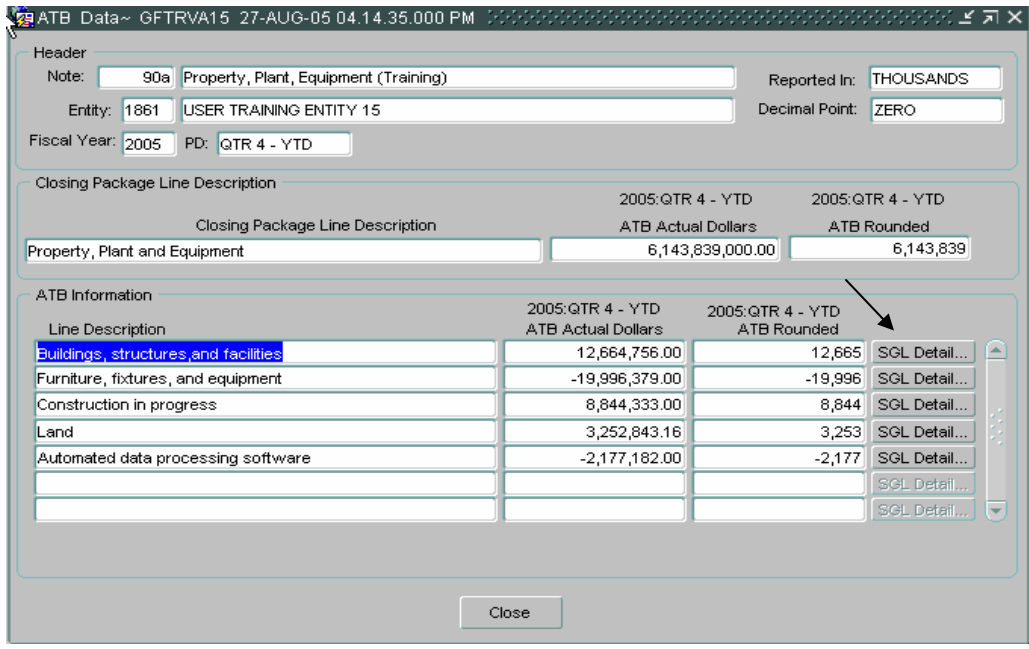 ATB Data~ GFTRVA15 27-AUG-05 04.14.35.000 PM
Header
Note: 90a Property, Plant, Equipment (Training) Reported In: THOUSANDS
Entity: 1861 USER TRAINING ENTITY 15 Decimal Point: ZERO
Fiscal Year: 2005 PD: QTR 4 - YTD
Closing Package Line Description
2005:QTR 4 - YTD 2005:QTR 4 - YTD
Closing Package Line Description ATB Actual Dollars ATB Rounded
Property, Plant and Equipment 6,143,839,000.00 6,143,839
ATB Information
2005:QTR 4 - YTD 2005:QTR 4 - YTD
Line Description ATB Actual Dollars ATB Rounded
Buildings, structures,and facilities 12,664,756.00 12,665 SGL Detail...
Furniture, fixtures, and equipment -19,996,379.00 -19,996 SGL Detail...
Construction in progress 8,844,333.00 8,844 SGL Detail...
Land 3,252,843.16 3,253 SGL Detail...
Automated data processing software -2,177,182.00 -2,177 SGL Detail...
SGL Detail...
SGL Detail...
Close